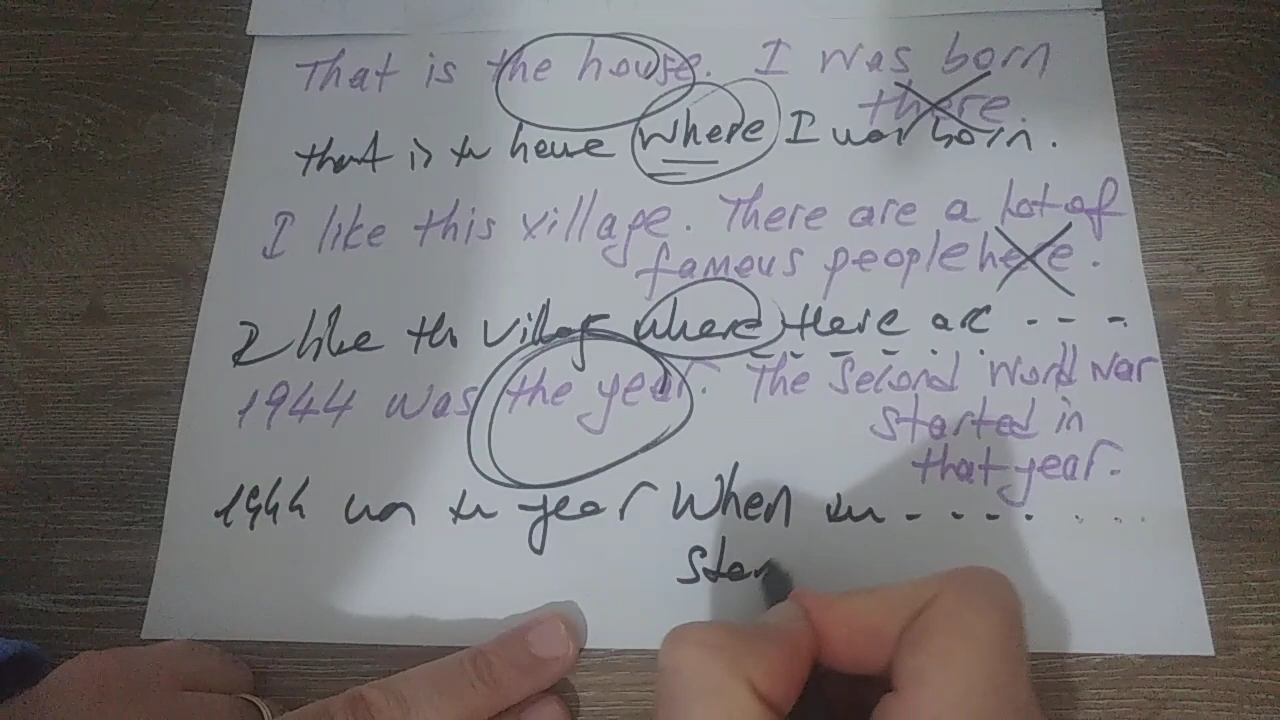 That is the house. I was born
there.
that is the house where I was born.
I like this village. There are a lot of
famous people here.
I like the village where there are - - -
1944 was the year. The Second World War
started in
that year.
1944 was the year when the - - - - . . . .
star